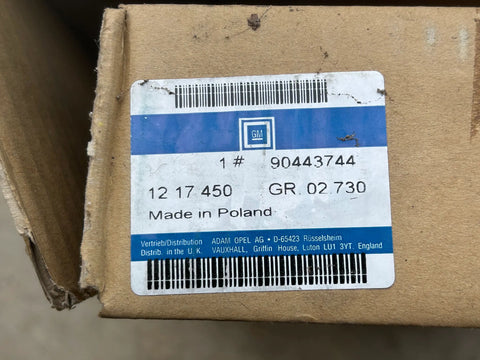 GM
1 # 90443744
12 17 450 GR. 02 730
Made in Poland
Vertrieb/Distribution ADAM OPEL AG • D-65423 Rüsselsheim
Distrib. in the U. K. VAUXHALL, Griffin House, Luton LU1 3YT, England